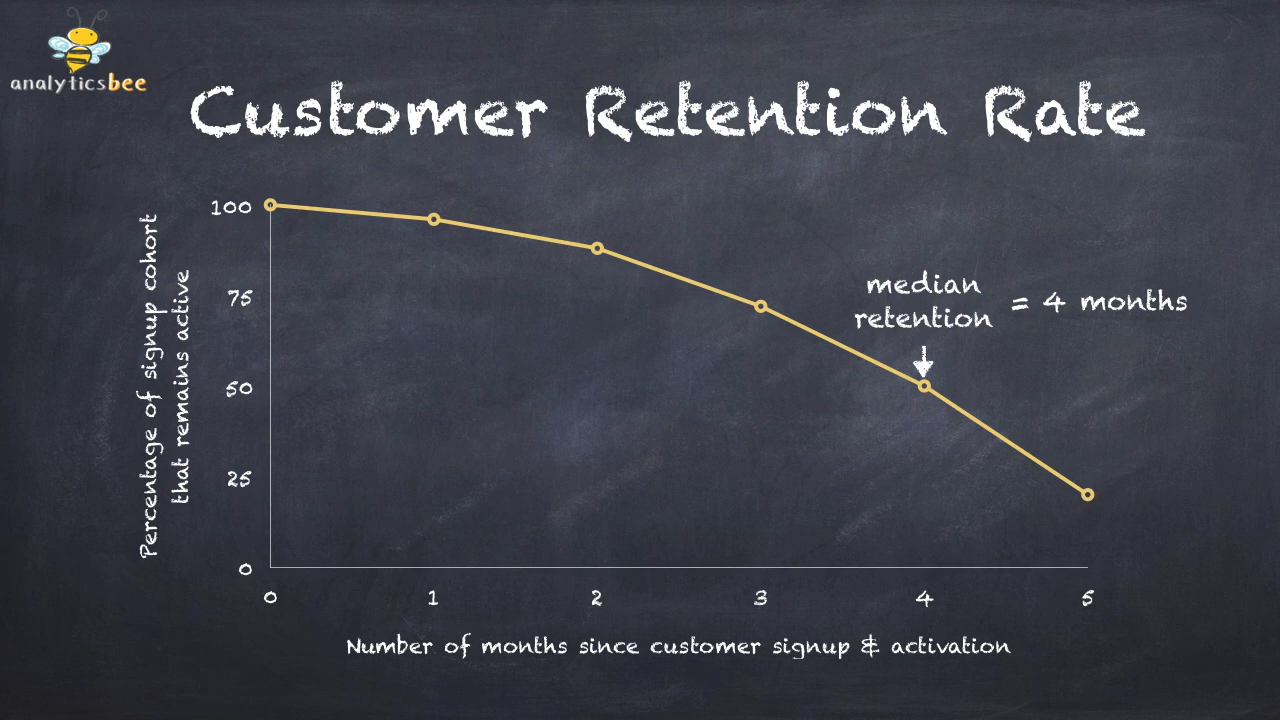 analyticsbee
Customer Retention Rate
Percentage of signup cohort
that remains active
100
75
50
25
0
median
retention
= 4 months
0 1 2 3 4 5
Number of months since customer signup & activation